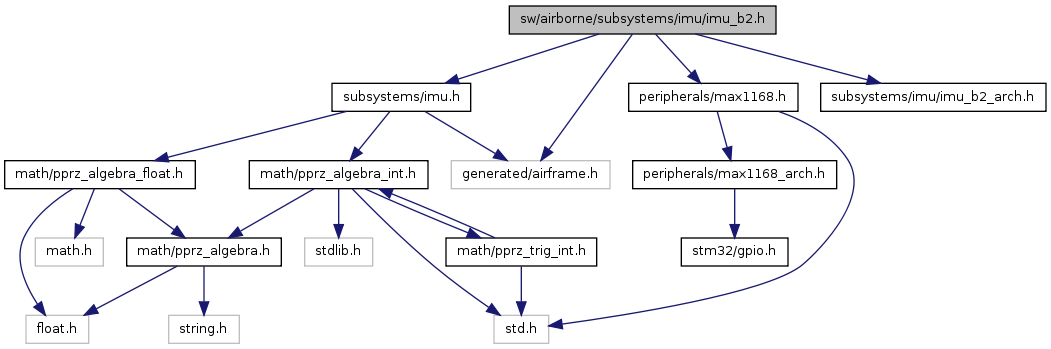 sw/airborne/subsystems/imu/imu_b2.h
subsystems/imu.h
peripherals/max1168.h
subsystems/imu/imu_b2_arch.h
math/pprz_algebra_float.h
math/pprz_algebra_int.h
generated/airframe.h
peripherals/max1168_arch.h
math.h
math/pprz_algebra.h
stdlib.h
math/pprz_trig_int.h
stm32/gpio.h
float.h
string.h
std.h